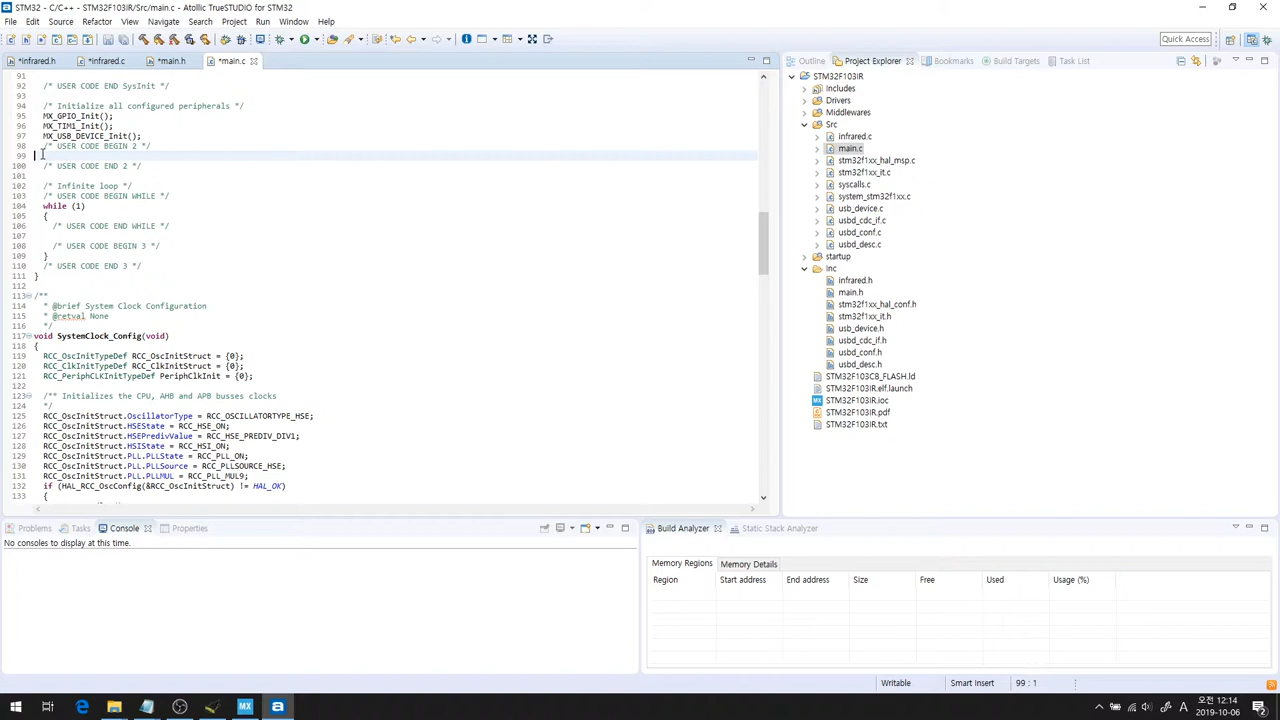 STM32 - C/C++ - STM32F103IR/Src/main.c - Atollic TrueSTUDIO for STM32
File Edit Source Refactor View Navigate Search Project Run Window Help
Quick Access
*infrared.h *infrared.c *main.h *main.c
91
92 /* USER CODE END SysInit */
93
94 /* Initialize all configured peripherals */
95 MX_GPIO_Init();
96 MX_TIM1_Init();
97 MX_USB_DEVICE_Init();
98 /* USER CODE BEGIN 2 */
99
100 /* USER CODE END 2 */
101
102 /* Infinite loop */
103 /* USER CODE BEGIN WHILE */
104 while (1)
105 {
106 /* USER CODE END WHILE */
107
108 /* USER CODE BEGIN 3 */
109 }
110 /* USER CODE END 3 */
111 }
112
113 /**
114 * @brief System Clock Configuration
115 * @retval None
116 */
117 void SystemClock_Config(void)
118 {
119 RCC_OscInitTypeDef RCC_OscInitStruct = {0};
120 RCC_ClkInitTypeDef RCC_ClkInitStruct = {0};
121 RCC_PeriphCLKInitTypeDef PeriphClkInit = {0};
122
123 /** Initializes the CPU, AHB and APB busses clocks
124 */
125 RCC_OscInitStruct.OscillatorType = RCC_OSCILLATORTYPE_HSE;
126 RCC_OscInitStruct.HSEState = RCC_HSE_ON;
127 RCC_OscInitStruct.HSEPredivValue = RCC_HSE_PREDIV_DIV1;
128 RCC_OscInitStruct.HSIState = RCC_HSI_ON;
129 RCC_OscInitStruct.PLL.PLLState = RCC_PLL_ON;
130 RCC_OscInitStruct.PLL.PLLSource = RCC_PLLSOURCE_HSE;
131 RCC_OscInitStruct.PLL.PLLMUL = RCC_PLL_MUL9;
132 if (HAL_RCC_OscConfig(&RCC_OscInitStruct) != HAL_OK)
133 {
Outline Project Explorer Bookmarks Build Targets Task List
STM32F103IR
Includes
Drivers
Middlewares
Src
infrared.c
main.c
stm32f1xx_hal_msp.c
stm32f1xx_it.c
syscalls.c
system_stm32f1xx.c
usb_device.c
usbd_cdc_if.c
usbd_conf.c
usbd_desc.c
startup
Inc
infrared.h
main.h
stm32f1xx_hal_conf.h
stm32f1xx_it.h
usb_device.h
usbd_cdc_if.h
usbd_conf.h
usbd_desc.h
STM32F103CB_FLASH.ld
STM32F103IR.elf.launch
MX STM32F103IR.ioc
STM32F103IR.pdf
STM32F103IR.txt
Problems Tasks Console Properties
No consoles to display at this time.
Build Analyzer Static Stack Analyzer
Memory Regions Memory Details
Region Start address End address Size Free Used Usage (%)
Writable Smart Insert 99 : 1
MX
A
오전 12:14
2019-10-06
2